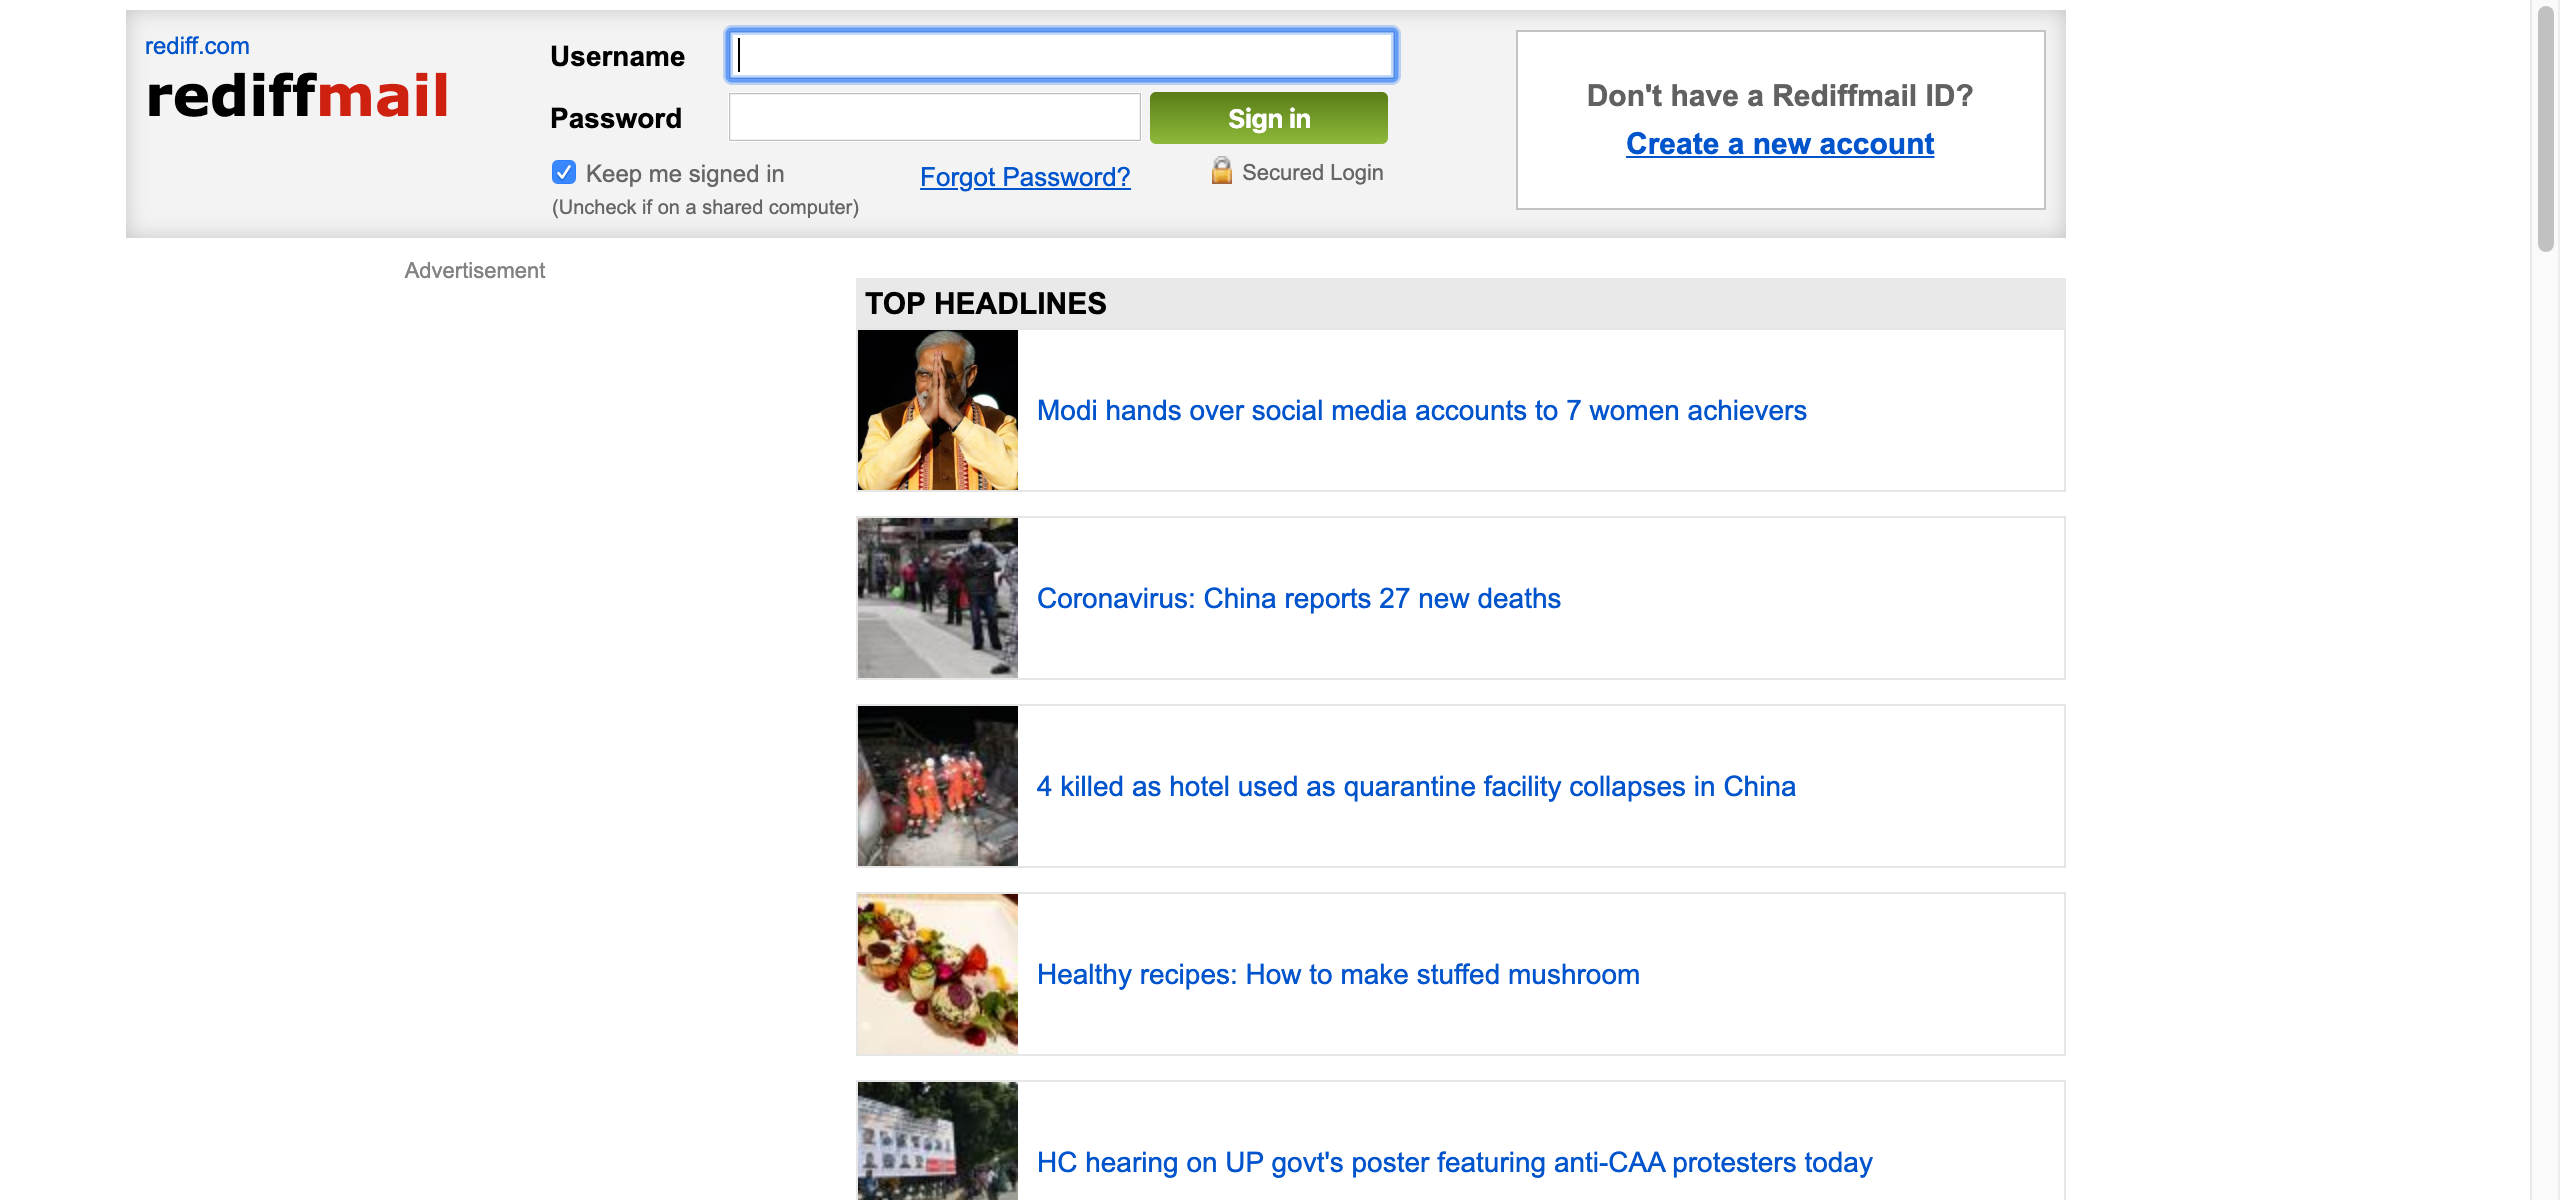 rediff.com
rediffmail
Username
Password
Sign in
Keep me signed in
(Uncheck if on a shared computer)
Forgot Password?
Secured Login
Don't have a Rediffmail ID?
Create a new account
Advertisement
TOP HEADLINES
Modi hands over social media accounts to 7 women achievers
Coronavirus: China reports 27 new deaths
4 killed as hotel used as quarantine facility collapses in China
Healthy recipes: How to make stuffed mushroom
HC hearing on UP govt's poster featuring anti-CAA protesters today